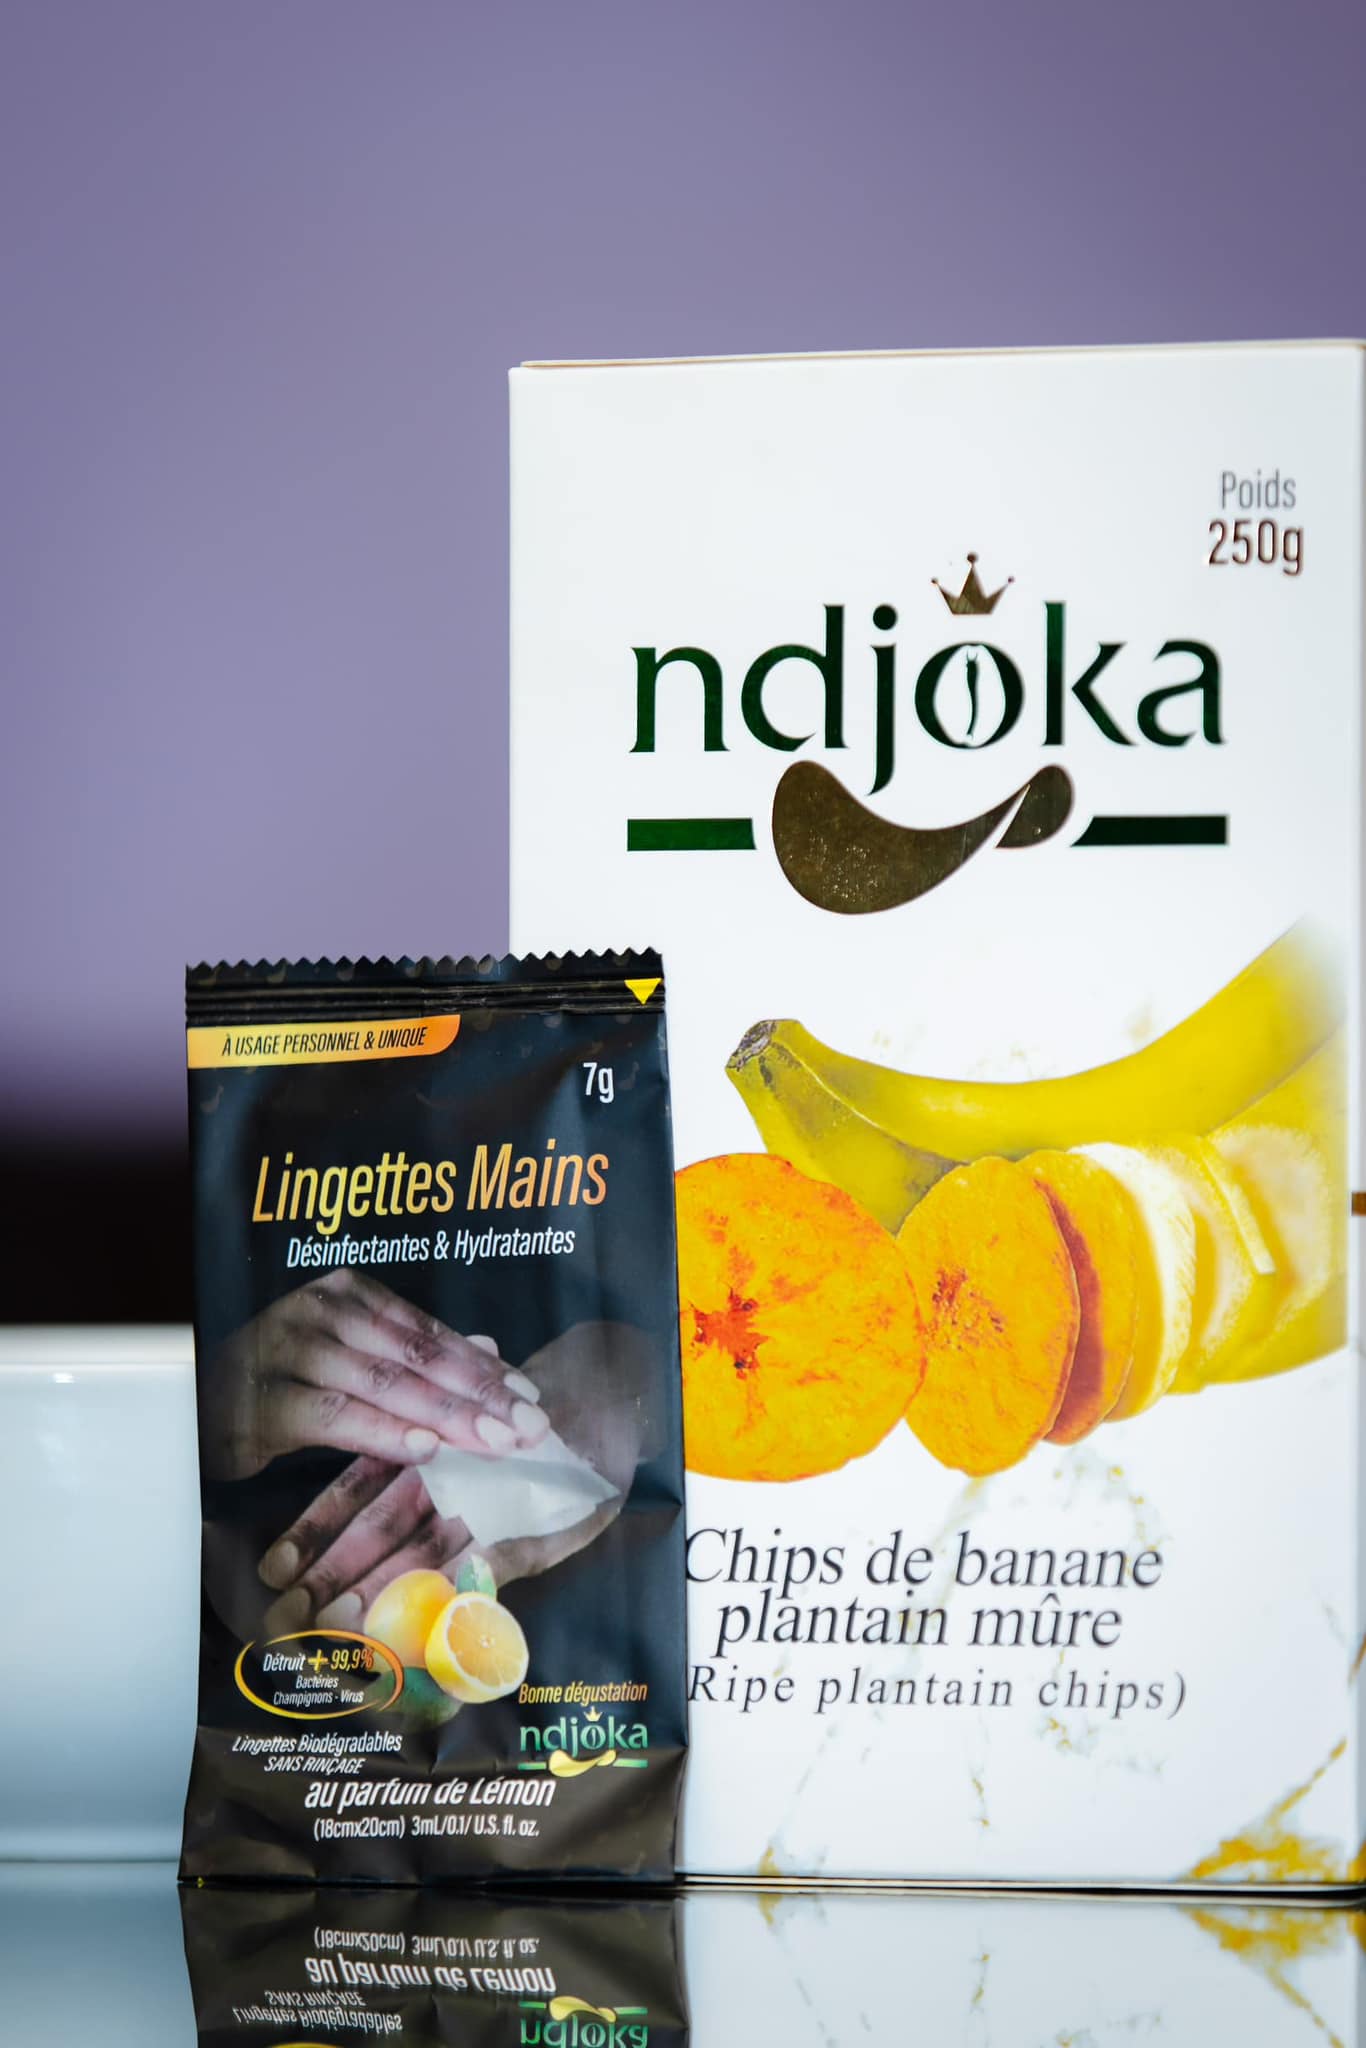 Poids
250g
ndjoka
Chips de banane
plantain mûre
Ripe plantain chips)
À USAGE PERSONNEL & UNIQUE
7g
Lingettes Mains
Désinfectantes & Hydratantes
Détruit + 99,9%
Bactéries
Champignons - Virus
Bonne dégustation
ndjoka
Lingettes Biodégradables
SANS RINÇAGE
au parfum de Lémon
(18cmx20cm) 3mL/0.1/ U.S. fl. oz.